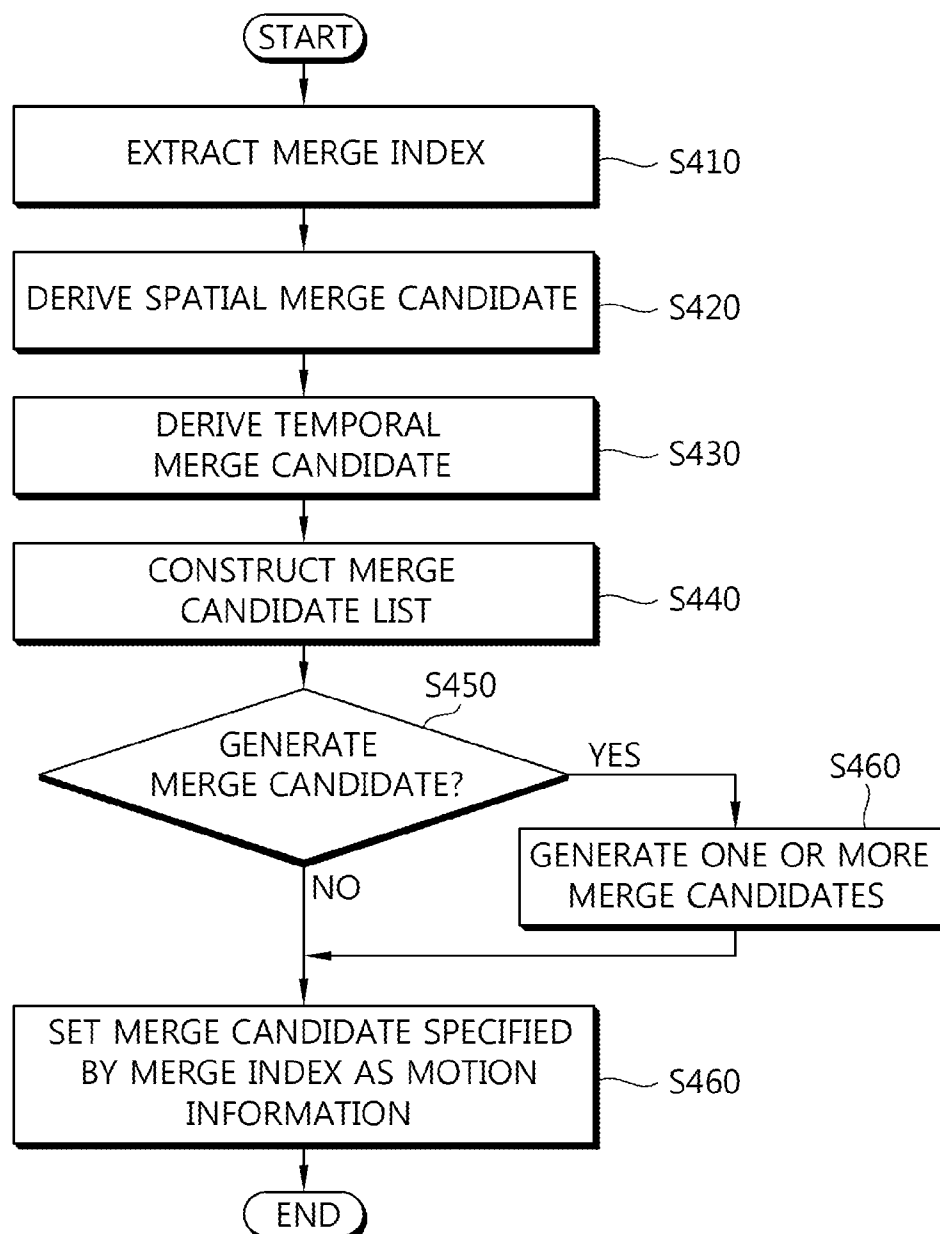 START
EXTRACT MERGE INDEX
S410
DERIVE SPATIAL MERGE CANDIDATE
S420
DERIVE TEMPORAL
MERGE CANDIDATE
S430
CONSTRUCT MERGE
CANDIDATE LIST
S440
S450
GENERATE
MERGE CANDIDATE?
YES
S460
GENERATE ONE OR MORE
MERGE CANDIDATES
NO
SET MERGE CANDIDATE SPECIFIED
BY MERGE INDEX AS MOTION
INFORMATION
S460
END